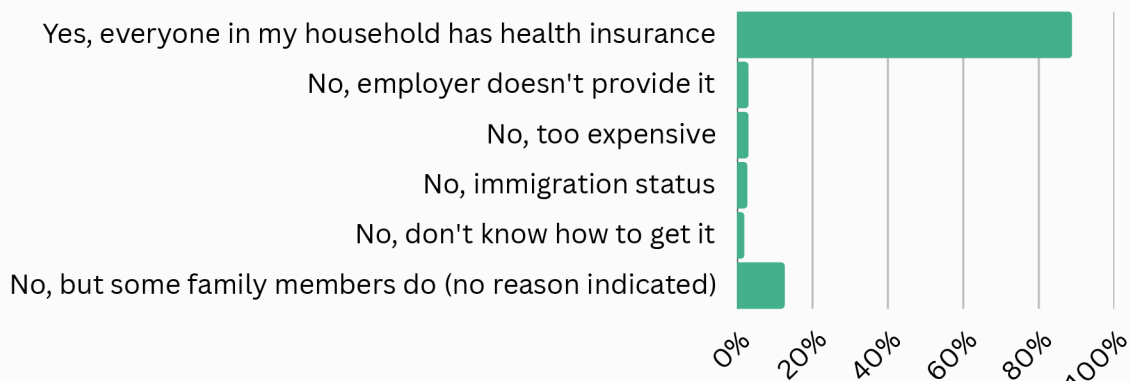 Yes, everyone in my household has health insurance
No, employer doesn't provide it
No, too expensive
No, immigration status
No, don't know how to get it
No, but some family members do (no reason indicated)
0%
20%
40%
60%
80%
100%